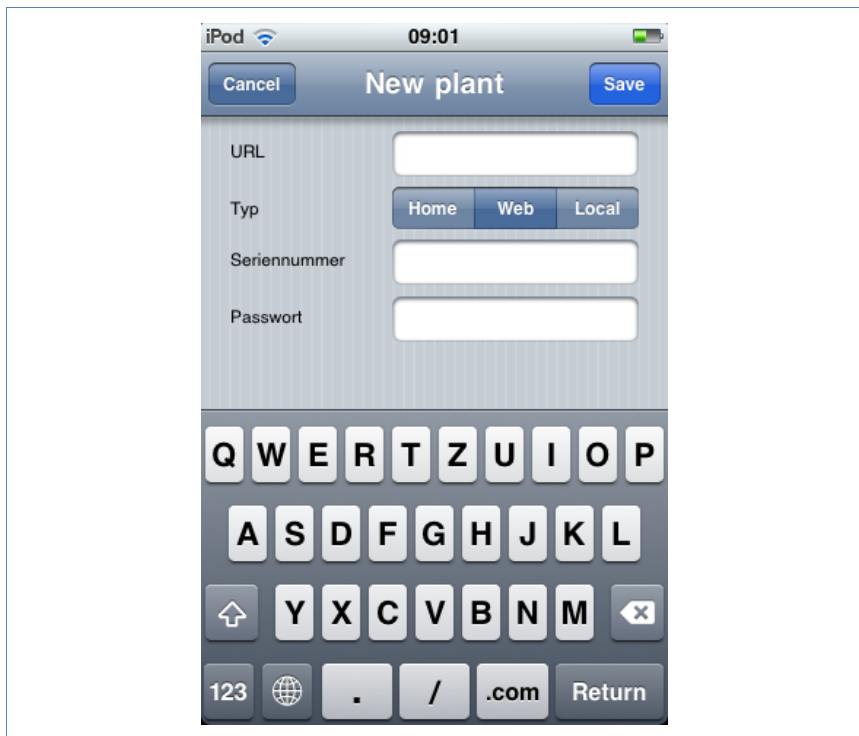 iPod 09:01
Cancel New plant Save
URL
Typ Home Web Local
Seriennummer
Passwort
Q W E R T Z U I O P
A S D F G H J K L
Y X C V B N M
123 . / .com Return